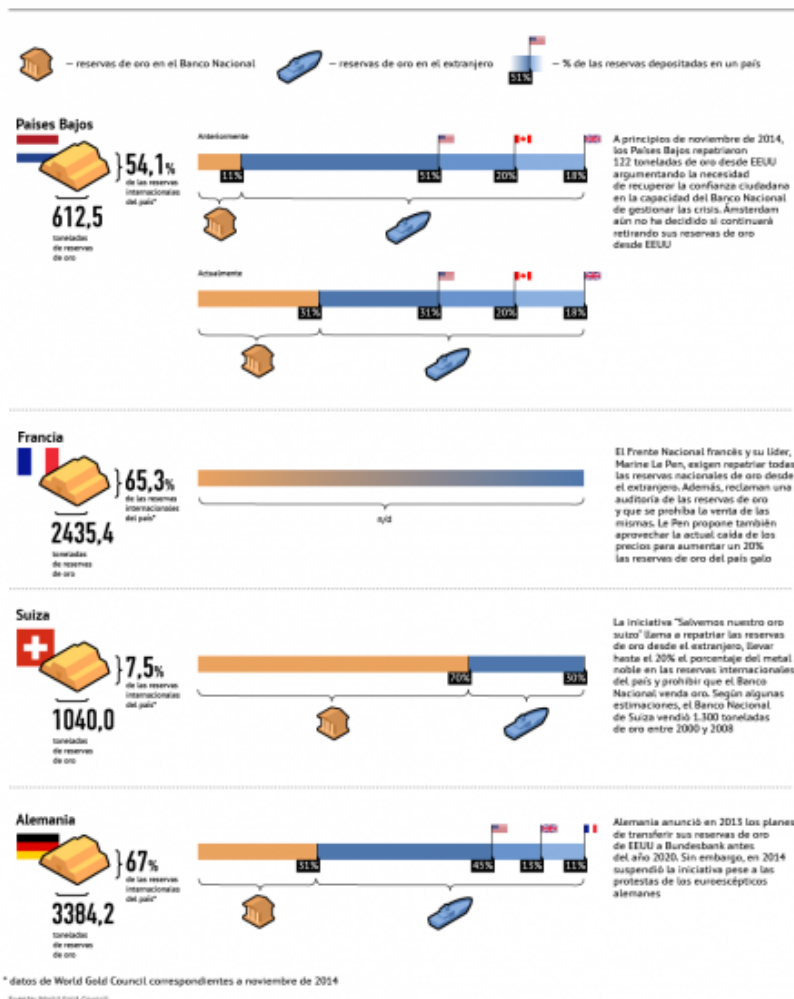 – reservas de oro en el Banco Nacional
– reservas de oro en el extranjero
51%
– % de las reservas depositadas en un país
Países Bajos
54,1%
de las reservas
internacionales
del país*
612,5
toneladas
de reservas
de oro
Anteriormente
11%
51%
20%
18%
Actualmente
31%
31%
20%
18%
A principios de noviembre de 2014,
los Países Bajos repatriaron
122 toneladas de oro desde EEUU
argumentando la necesidad
de recuperar la confianza ciudadana
en la capacidad del Banco Nacional
de gestionar las crisis. Ámsterdam
aún no ha decidido si continuará
retirando sus reservas de oro
desde EEUU
Francia
65,3%
de las reservas
internacionales
del país*
2435,4
toneladas
de reservas
de oro
n/d
El Frente Nacional francés y su líder,
Marine Le Pen, exigen repatriar todas
las reservas nacionales de oro desde
el extranjero. Además, reclaman una
auditoría de las reservas de oro
y que se prohíba la venta de las
mismas. Le Pen propone también
aprovechar la actual caída de los
precios para aumentar un 20%
las reservas de oro del país galo
Suiza
7,5%
de las reservas
internacionales
del país*
1040,0
toneladas
de reservas
de oro
70%
30%
La iniciativa "Salvemos nuestro oro
suizo" llama a repatriar las reservas
de oro desde el extranjero, llevar
hasta el 20% el porcentaje del metal
noble en las reservas internacionales
del país y prohibir que el Banco
Nacional venda oro. Según algunas
estimaciones, el Banco Nacional
de Suiza vendió 1.300 toneladas
de oro entre 2000 y 2008
Alemania
67%
de las reservas
internacionales
del país*
3384,2
toneladas
de reservas
de oro
31%
45%
13%
11%
Alemania anunció en 2013 los planes
de transferir sus reservas de oro
de EEUU a Bundesbank antes
del año 2020. Sin embargo, en 2014
suspendió la iniciativa pese a las
protestas de los euroescépticos
alemanes
* datos de World Gold Council correspondientes a noviembre de 2014
Fuente: World Gold Council